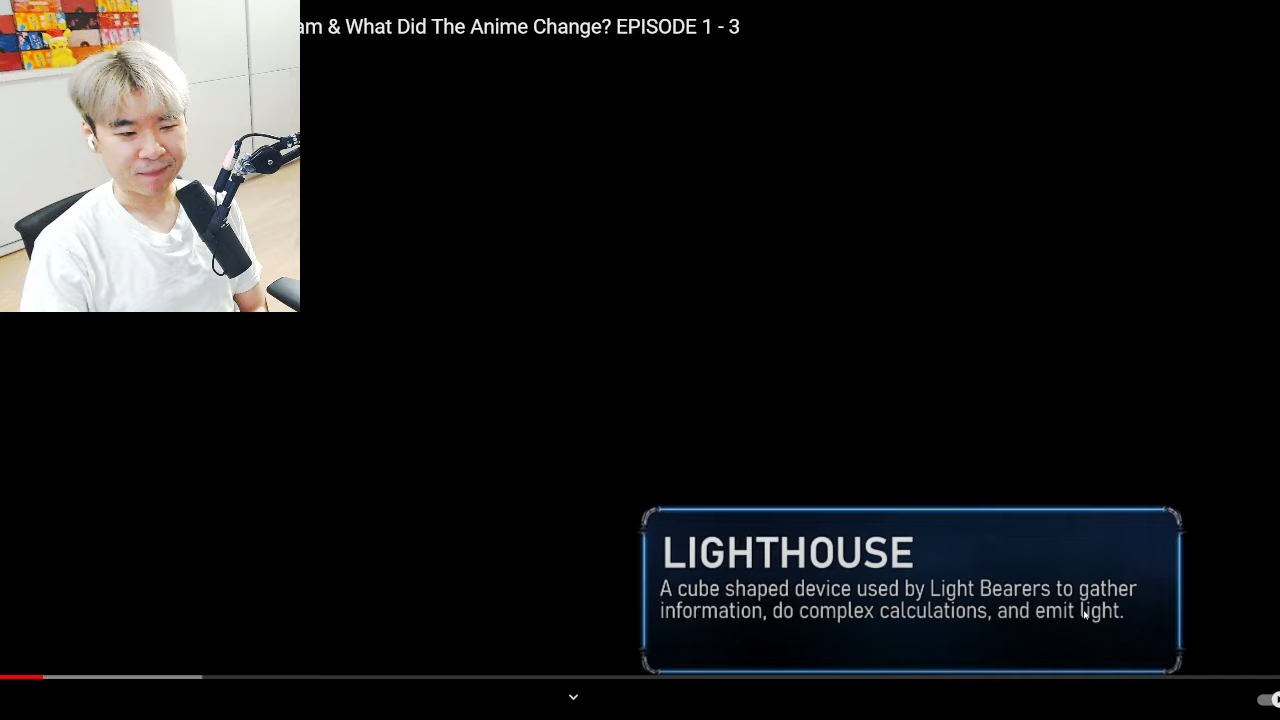 am & What Did The Anime Change? EPISODE 1 - 3
LIGHTHOUSE
A cube shaped device used by Light Bearers to gather
information, do complex calculations, and emit light.